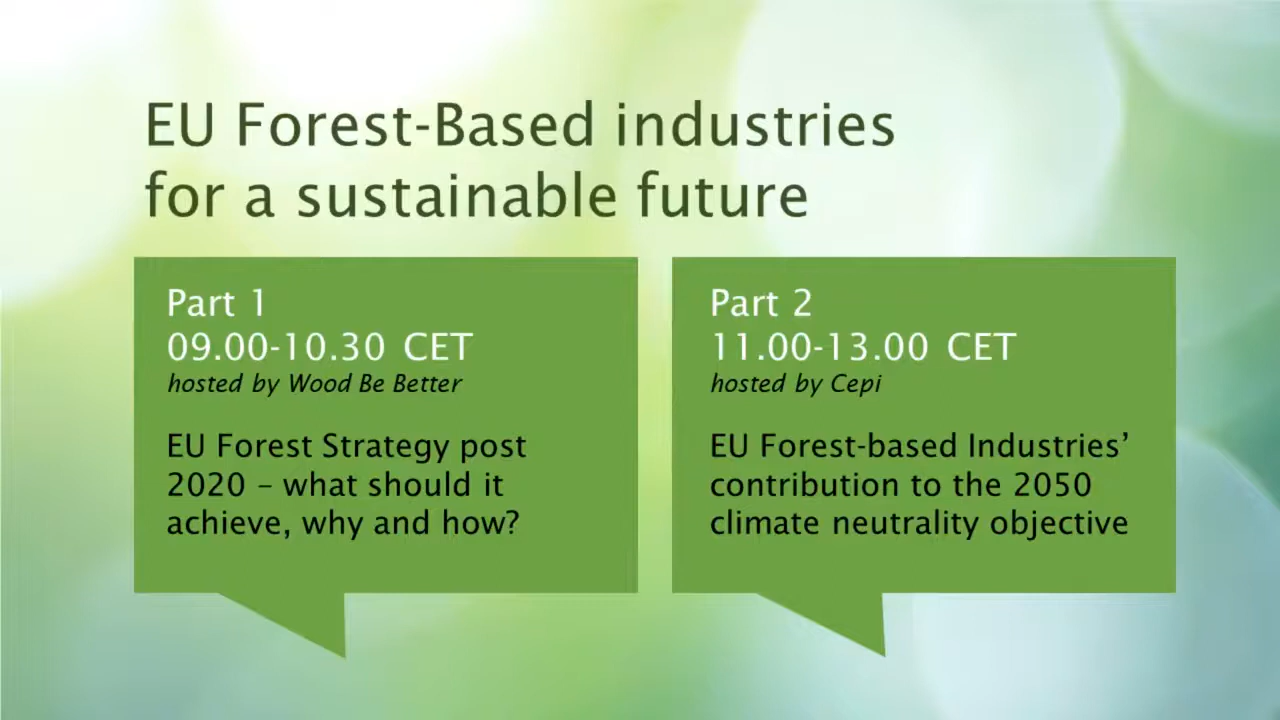 EU Forest-Based industries
for a sustainable future
Part 1
09.00-10.30 CET
hosted by Wood Be Better
EU Forest Strategy post
2020 – what should it
achieve, why and how?
Part 2
11.00-13.00 CET
hosted by Cepi
EU Forest-based Industries’
contribution to the 2050
climate neutrality objective